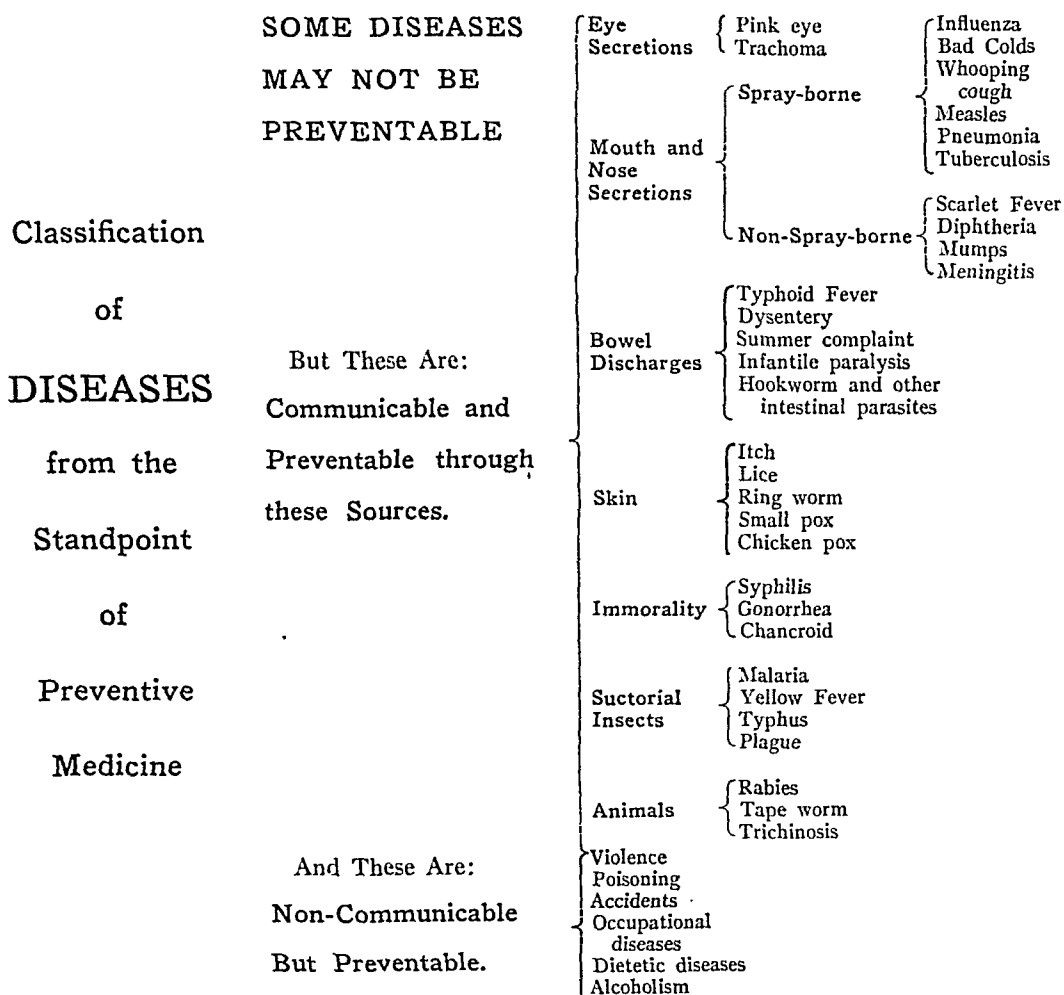 Classification
of
DISEASES
from the
Standpoint
of
Preventive
Medicine
SOME DISEASES
MAY NOT BE
PREVENTABLE
But These Are:
Communicable and
Preventable through
these Sources.
Eye
Secretions
Pink eye
Trachoma
Mouth and
Nose
Secretions
Spray-borne
Influenza
Bad Colds
Whooping
cough
Measles
Pneumonia
Tuberculosis
Non-Spray-borne
Scarlet Fever
Diphtheria
Mumps
Meningitis
Bowel
Discharges
Typhoid Fever
Dysentery
Summer complaint
Infantile paralysis
Hookworm and other
intestinal parasites
Skin
Itch
Lice
Ring worm
Small pox
Chicken pox
Immorality
Syphilis
Gonorrhea
Chancroid
Suctorial
Insects
Malaria
Yellow Fever
Typhus
Plague
Animals
Rabies
Tape worm
Trichinosis
And These Are:
Non-Communicable
But Preventable.
Violence
Poisoning
Accidents
Occupational
diseases
Dietetic diseases
Alcoholism